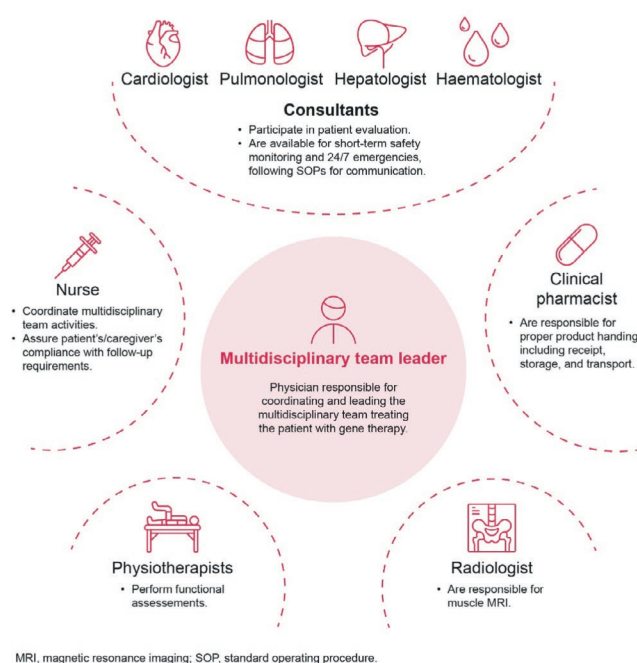 Cardiologist Pulmonologist Hepatologist Haematologist
Consultants
• Participate in patient evaluation.
• Are available for short-term safety
monitoring and 24/7 emergencies,
following SOPs for communication.
Nurse
• Coordinate multidisciplinary
team activities.
• Assure patient's/caregiver's
compliance with follow-up
requirements.
Clinical
pharmacist
• Are responsible for
proper product handing
including receipt,
storage, and transport.
Multidisciplinary team leader
Physician responsible for
coordinating and leading the
multidisciplinary team treating
the patient with gene therapy.
Physiotherapists
• Perform functional
assessements.
Radiologist
• Are responsible for
muscle MRI.
MRI, magnetic resonance imaging; SOP, standard operating procedure.